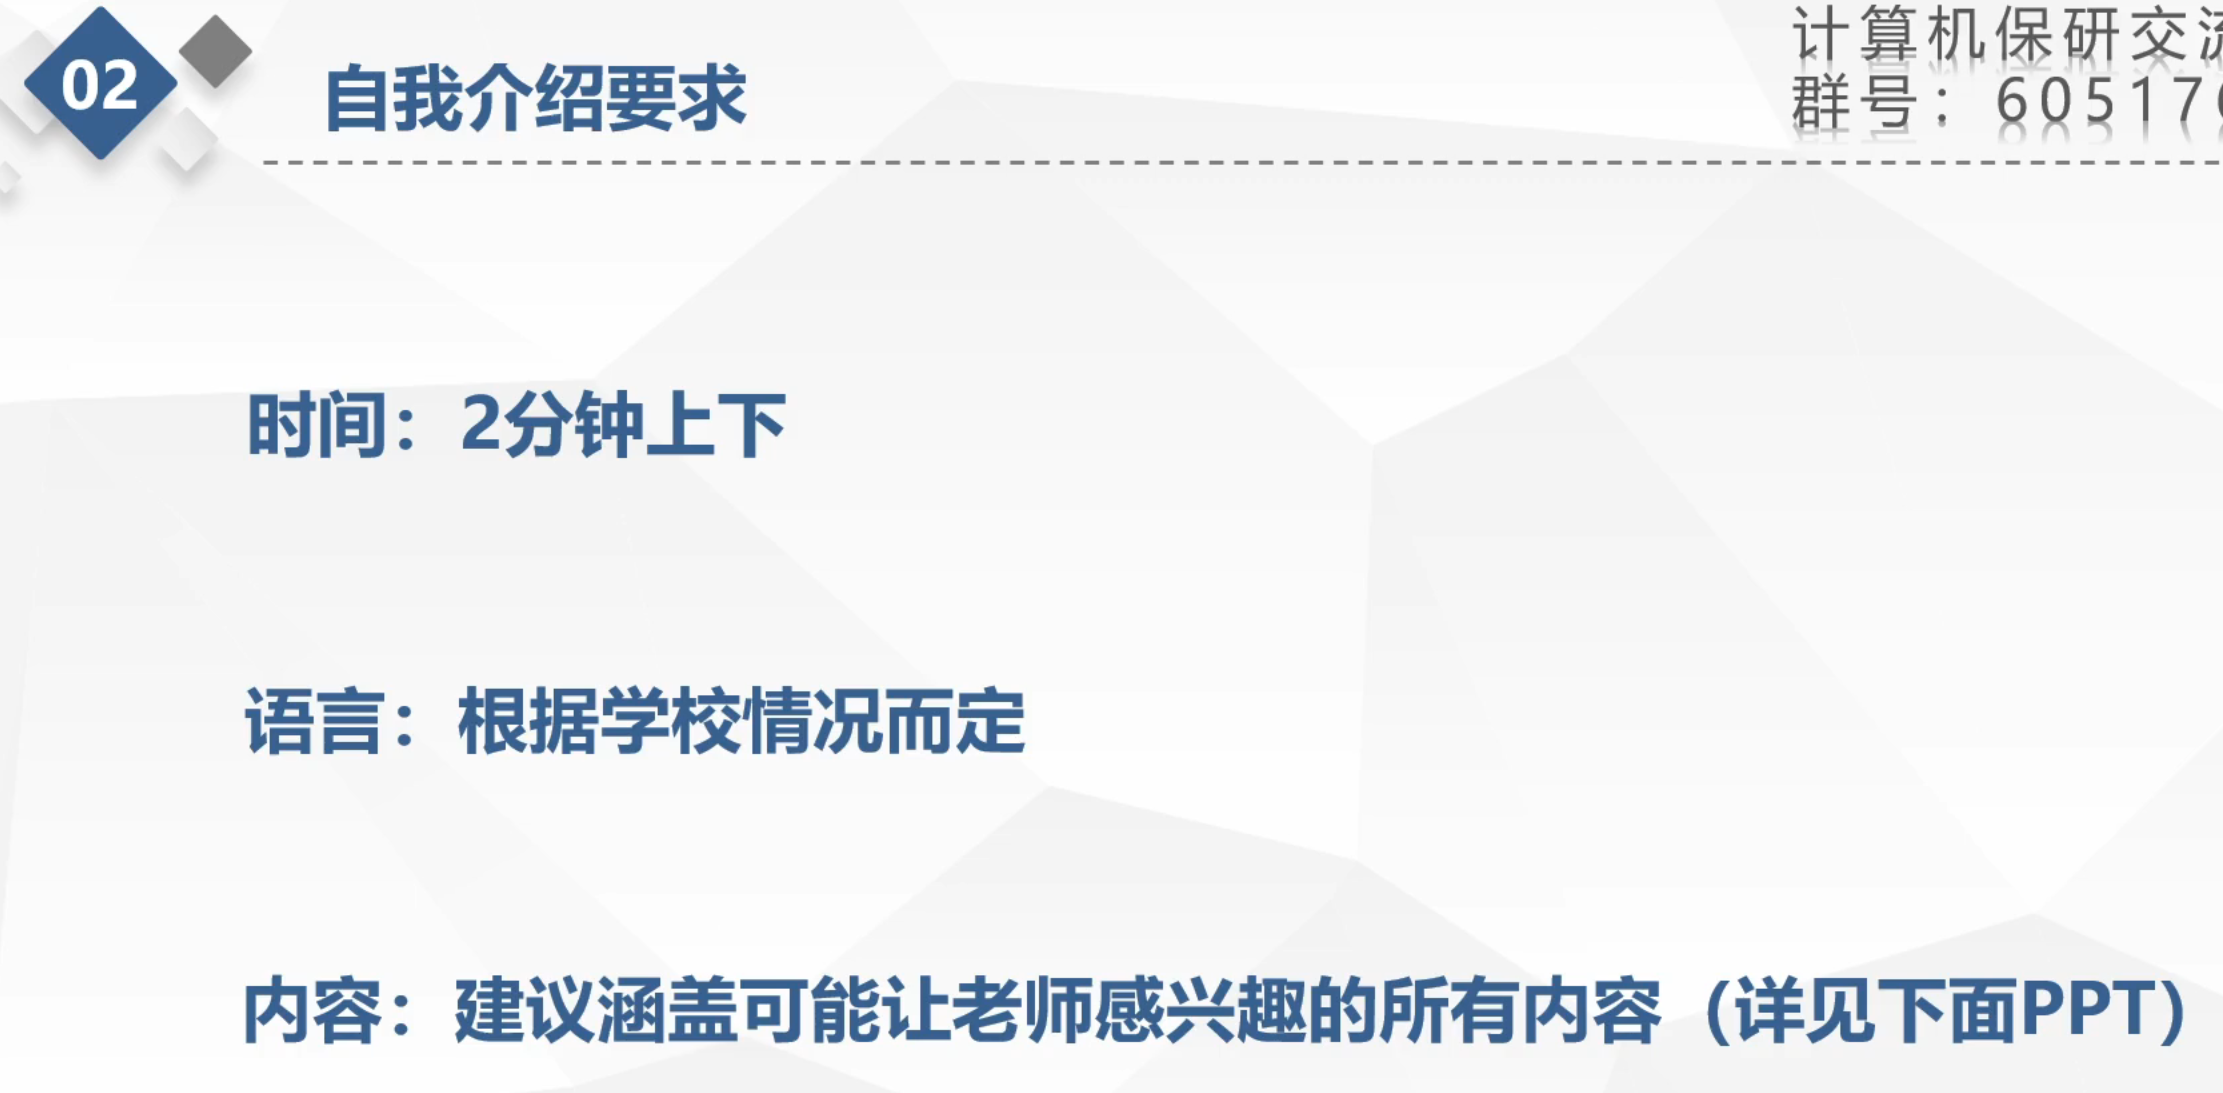 02
自我介绍要求
计算机保研交流
群号：60517
时间：2分钟上下
语言：根据学校情况而定
内容：建议涵盖可能让老师感兴趣的所有内容（详见下面PPT）